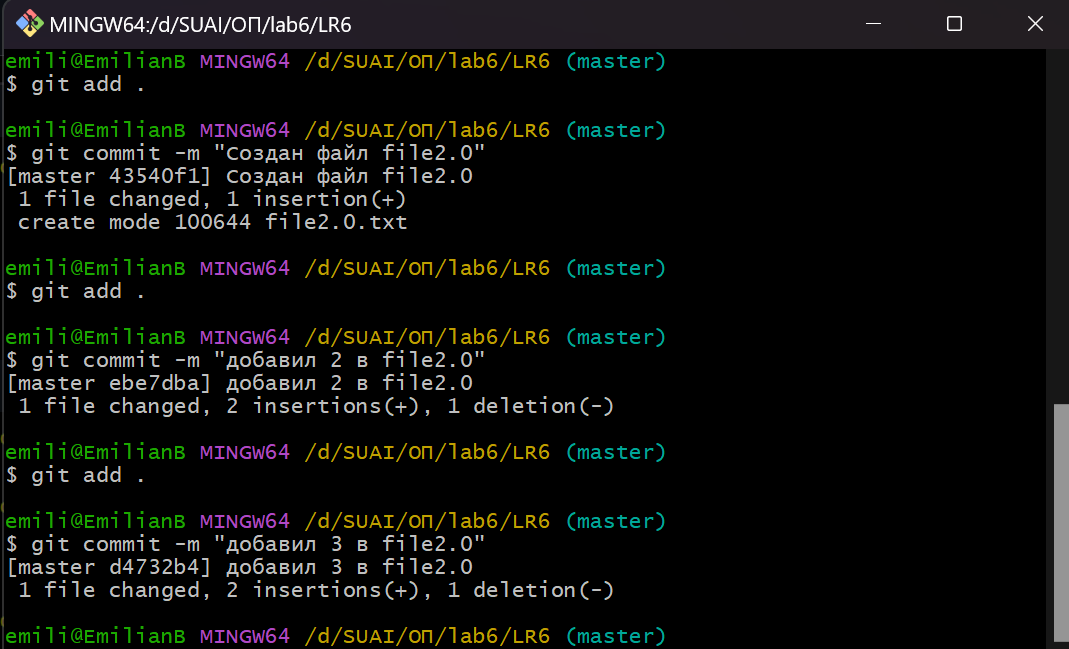 MINGW64:/d/SUAI/ОП/lab6/LR6
emili@EmilianB MINGW64 /d/SUAI/ОП/lab6/LR6 (master)
$ git add .
emili@EmilianB MINGW64 /d/SUAI/ОП/lab6/LR6 (master)
$ git commit -m "Создан файл file2.0"
[master 43540f1] Создан файл file2.0
1 file changed, 1 insertion(+)
create mode 100644 file2.0.txt
emili@EmilianB MINGW64 /d/SUAI/ОП/lab6/LR6 (master)
$ git add .
emili@EmilianB MINGW64 /d/SUAI/ОП/lab6/LR6 (master)
$ git commit -m "добавил 2 в file2.0"
[master ebe7dba] добавил 2 в file2.0
1 file changed, 2 insertions(+), 1 deletion(-)
emili@EmilianB MINGW64 /d/SUAI/ОП/lab6/LR6 (master)
$ git add .
emili@EmilianB MINGW64 /d/SUAI/ОП/lab6/LR6 (master)
$ git commit -m "добавил 3 в file2.0"
[master d4732b4] добавил 3 в file2.0
1 file changed, 2 insertions(+), 1 deletion(-)
emili@EmilianB MINGW64 /d/SUAI/ОП/lab6/LR6 (master)